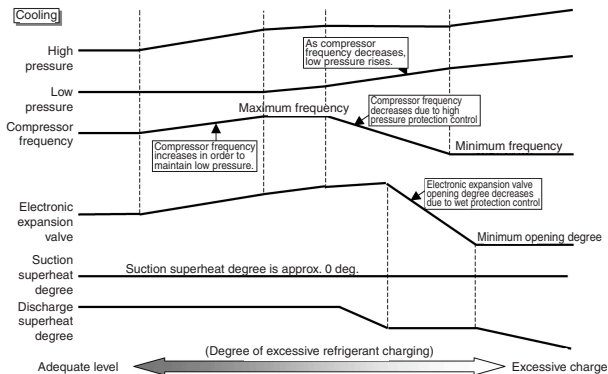 Cooling
High
pressure
As compressor
frequency decreases,
low pressure rises.
Low
pressure
Maximum frequency
Compressor frequency
decreases due to high
pressure protection control
Compressor
frequency
Compressor frequency
increases in order to
maintain low pressure.
Minimum frequency
Electronic expansion valve
opening degree decreases
due to wet protection control
Electronic
expansion
valve
Minimum opening degree
Suction
superheat
degree
Suction superheat degree is approx. 0 deg.
Discharge
superheat
degree
(Degree of excessive refrigerant charging)
Adequate level
Excessive charge